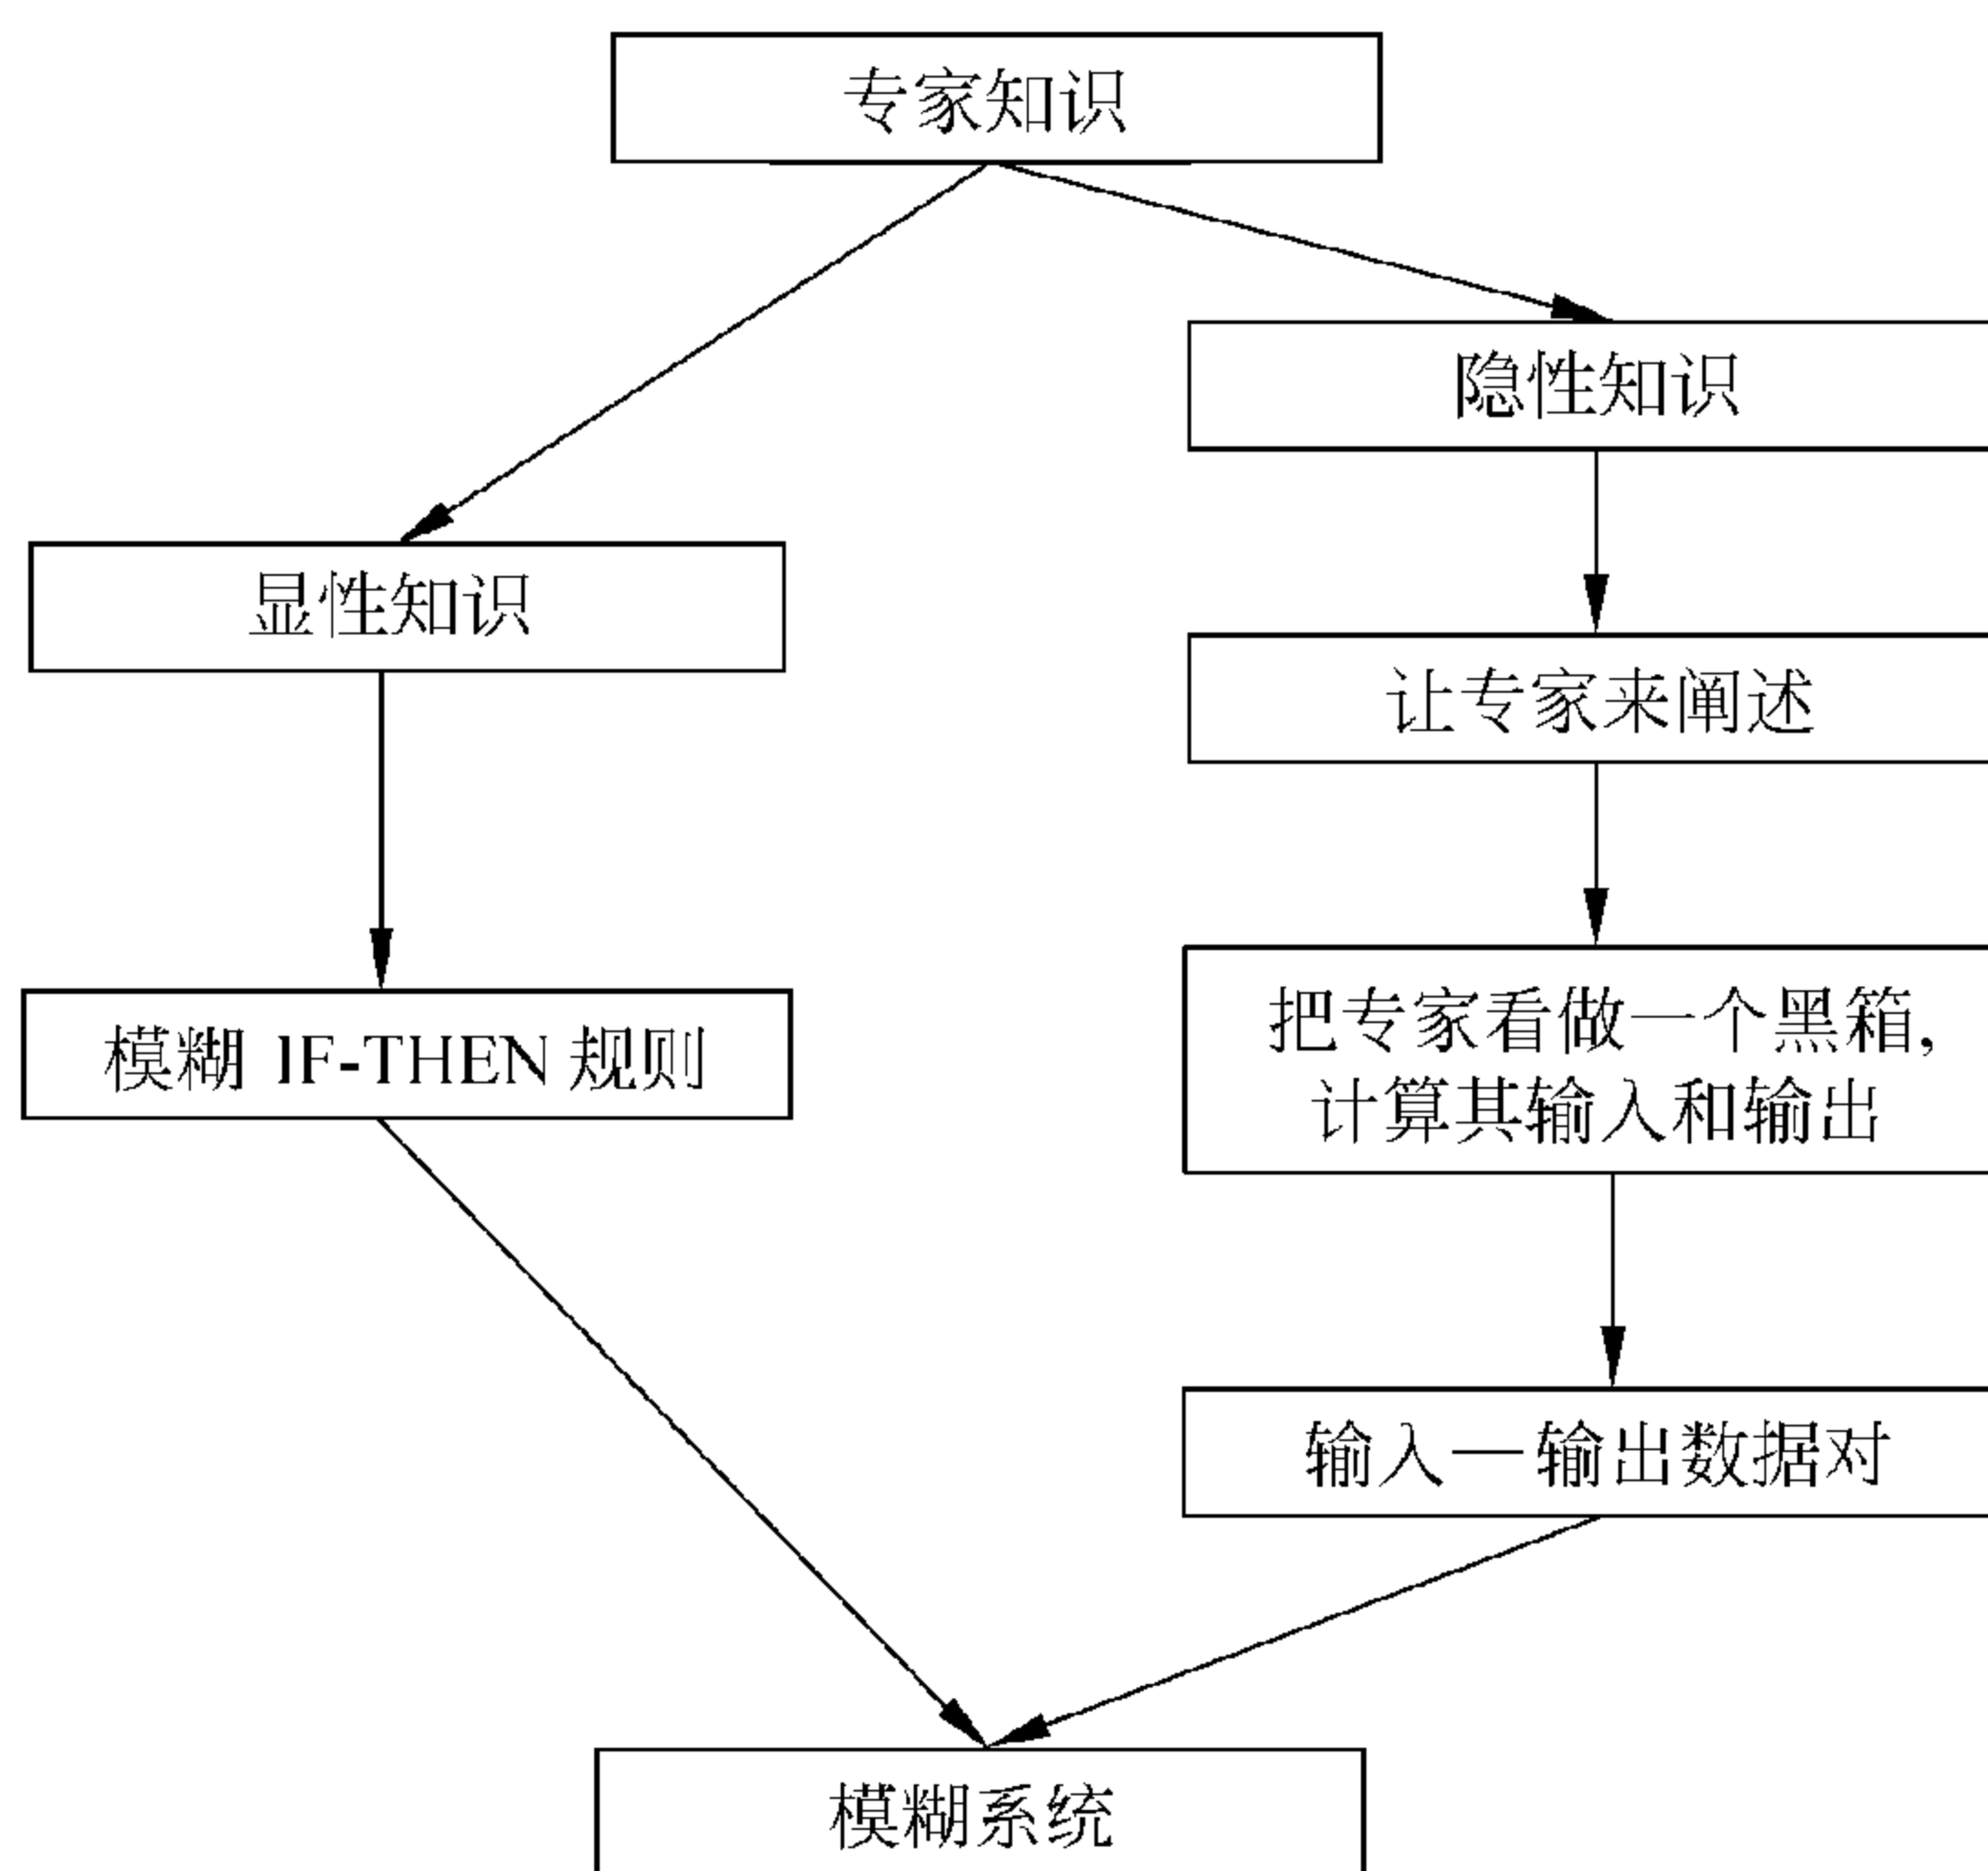 专家知识
隐性知识
显性知识
让专家来阐述
把专家看做一个黑箱,
计算其输入和输出
模糊 IF-THEN 规则
输入—输出数据对
模糊系统